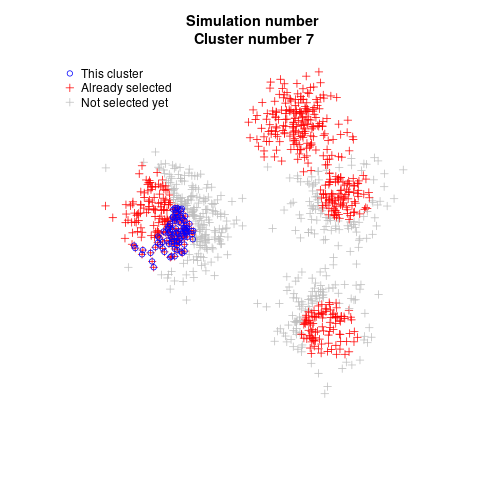 Simulation number
Cluster number 7
This cluster
Already selected
Not selected yet